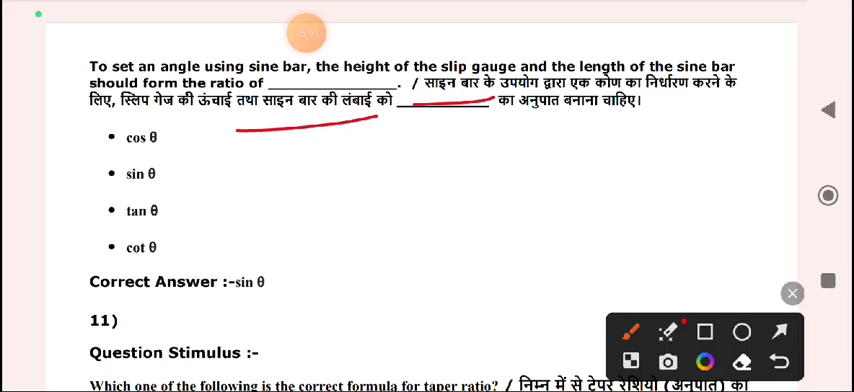 To set an angle using sine bar, the height of the slip gauge and the length of the sine bar
should form the ratio of ________________. / साइन बार के उपयोग द्वारा एक कोण का निर्धारण करने के
लिए, स्लिप गेज की ऊंचाई तथा साइन बार की लंबाई को ____________ का अनुपात बनाना चाहिए।
• cos θ
• sin θ
• tan θ
• cot θ
Correct Answer :-sin θ
11)
Question Stimulus :-
Which one of the following is the correct formula for taper ratio? / निम्न में से टेपर रेशियो (अनुपात) का